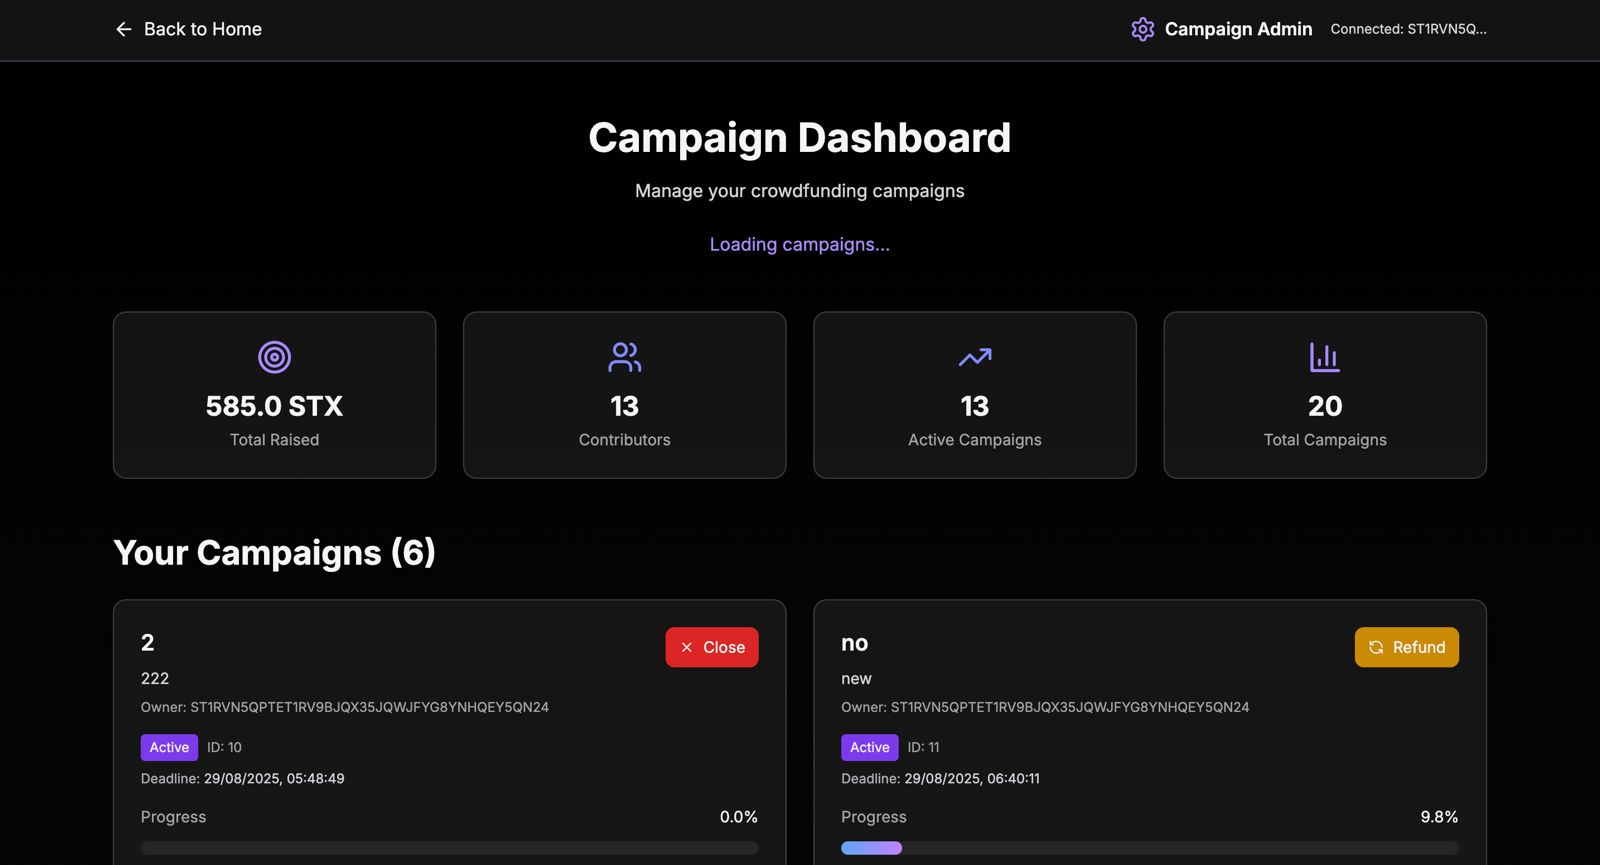 Back to Home
Campaign Admin
Connected: ST1RVN5Q...
Campaign Dashboard
Manage your crowdfunding campaigns
Loading campaigns...
585.0 STX
Total Raised
13
Contributors
13
Active Campaigns
20
Total Campaigns
Your Campaigns (6)
2
Close
222
Owner: ST1RVN5QPTET1RV9BJQX35JQWJFYG8YNHQEY5QN24
Active ID: 10
Deadline: 29/08/2025, 05:48:49
Progress 0.0%
no
Refund
new
Owner: ST1RVN5QPTET1RV9BJQX35JQWJFYG8YNHQEY5QN24
Active ID: 11
Deadline: 29/08/2025, 06:40:11
Progress 9.8%